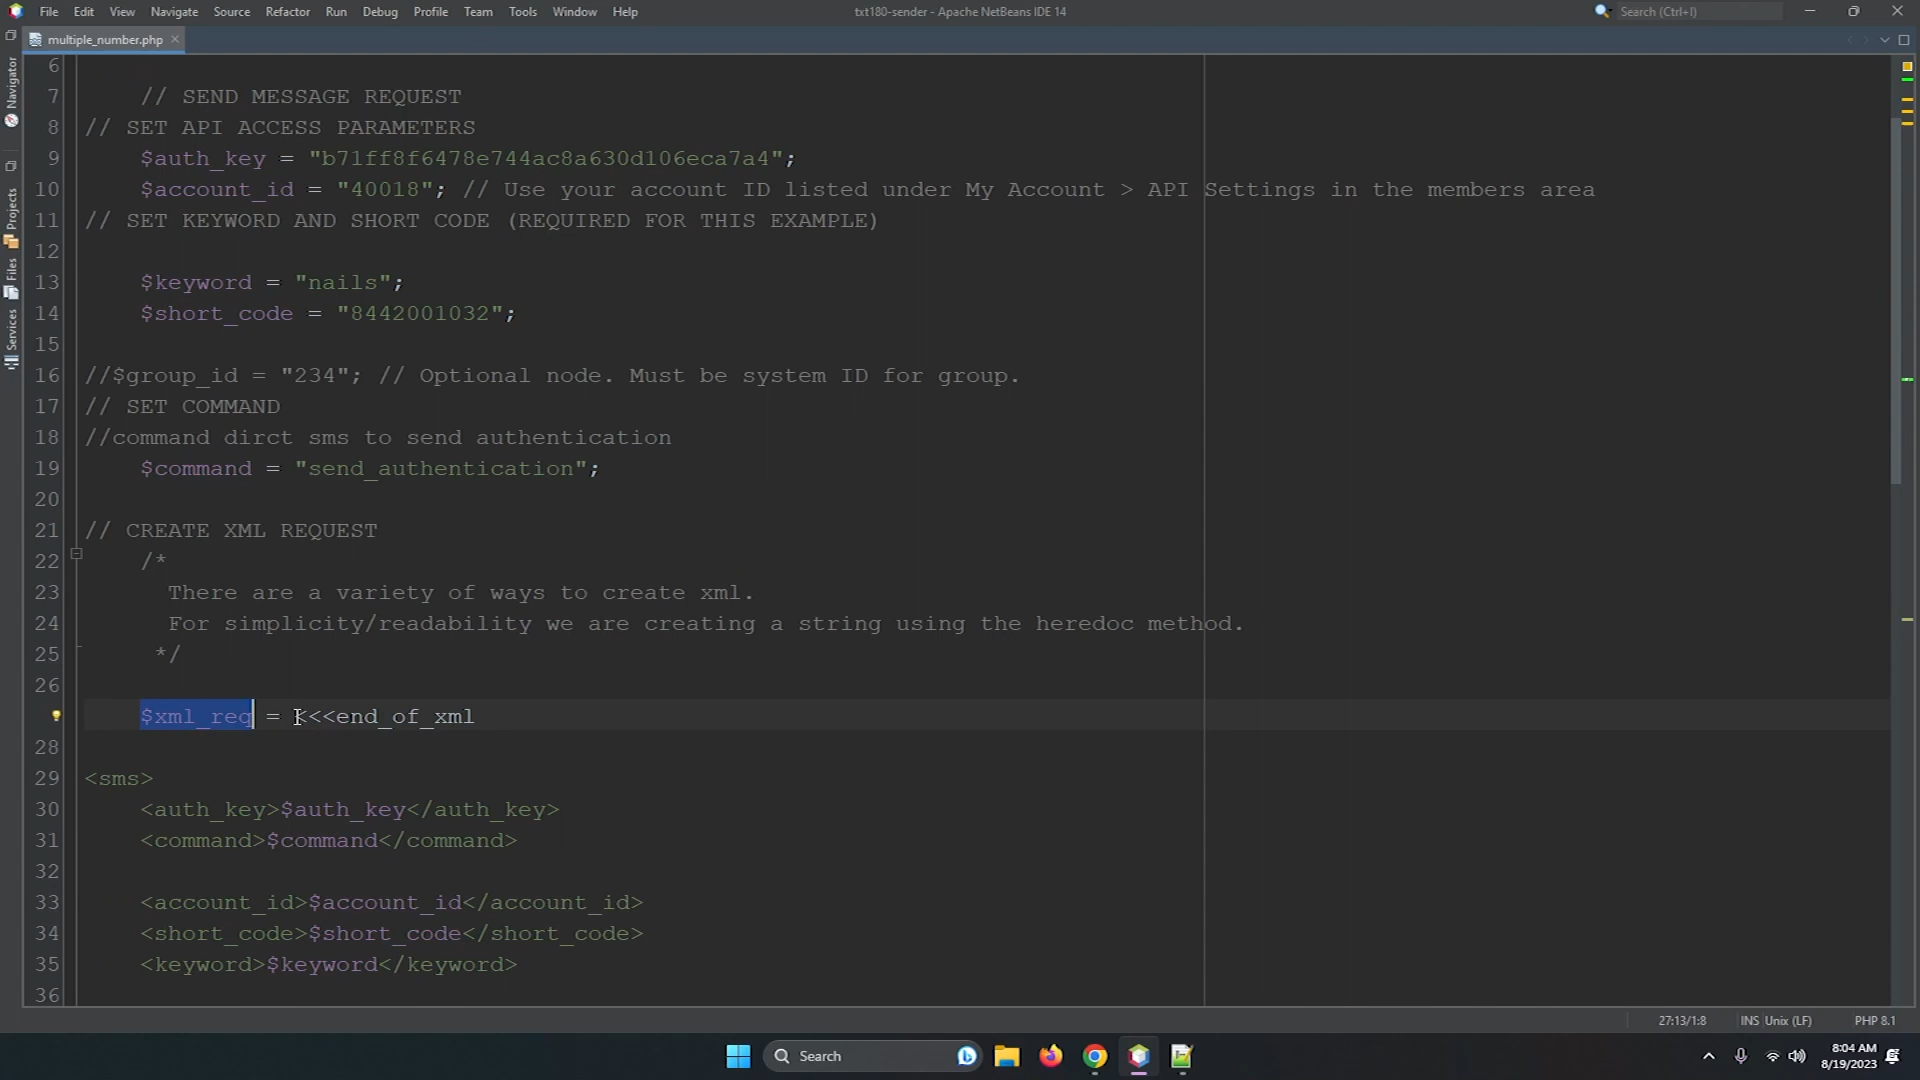 File Edit View Navigate Source Refactor Run Debug Profile Team Tools Window Help
txt180-sender - Apache NetBeans IDE 14
Search (Ctrl+I)
multiple_number.php
Navigator
Projects
Files
Services
6
7 // SEND MESSAGE REQUEST
8 // SET API ACCESS PARAMETERS
9 $auth_key = "b71ff8f6478e744ac8a630d106eca7a4";
10 $account_id = "40018"; // Use your account ID listed under My Account > API Settings in the members area
11 // SET KEYWORD AND SHORT CODE (REQUIRED FOR THIS EXAMPLE)
12
13 $keyword = "nails";
14 $short_code = "8442001032";
15
16 //$group_id = "234"; // Optional node. Must be system ID for group.
17 // SET COMMAND
18 //command dirct sms to send authentication
19 $command = "send_authentication";
20
21 // CREATE XML REQUEST
22 /*
23 There are a variety of ways to create xml.
24 For simplicity/readability we are creating a string using the heredoc method.
25 */
26
$xml_req = <<<end_of_xml
28
29 <sms>
30 <auth_key>$auth_key</auth_key>
31 <command>$command</command>
32
33 <account_id>$account_id</account_id>
34 <short_code>$short_code</short_code>
35 <keyword>$keyword</keyword>
36
27:13/1:8 INS Unix (LF) PHP 8.1
Search
8:04 AM
8/19/2023